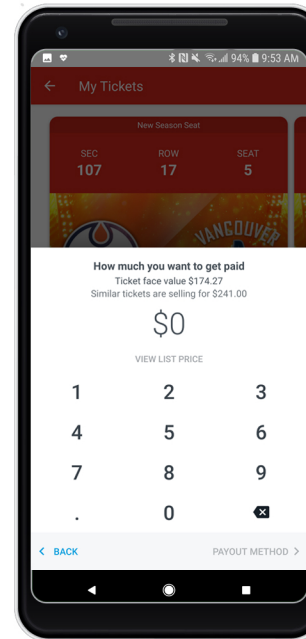 94% 9:53 AM
My Tickets
New Season Seat
SEC ROW SEAT
107 17 5
VANCOUVER
How much you want to get paid
Ticket face value $174.27
Similar tickets are selling for $241.00
$0
VIEW LIST PRICE
1 2 3
4 5 6
7 8 9
. 0
BACK PAYOUT METHOD